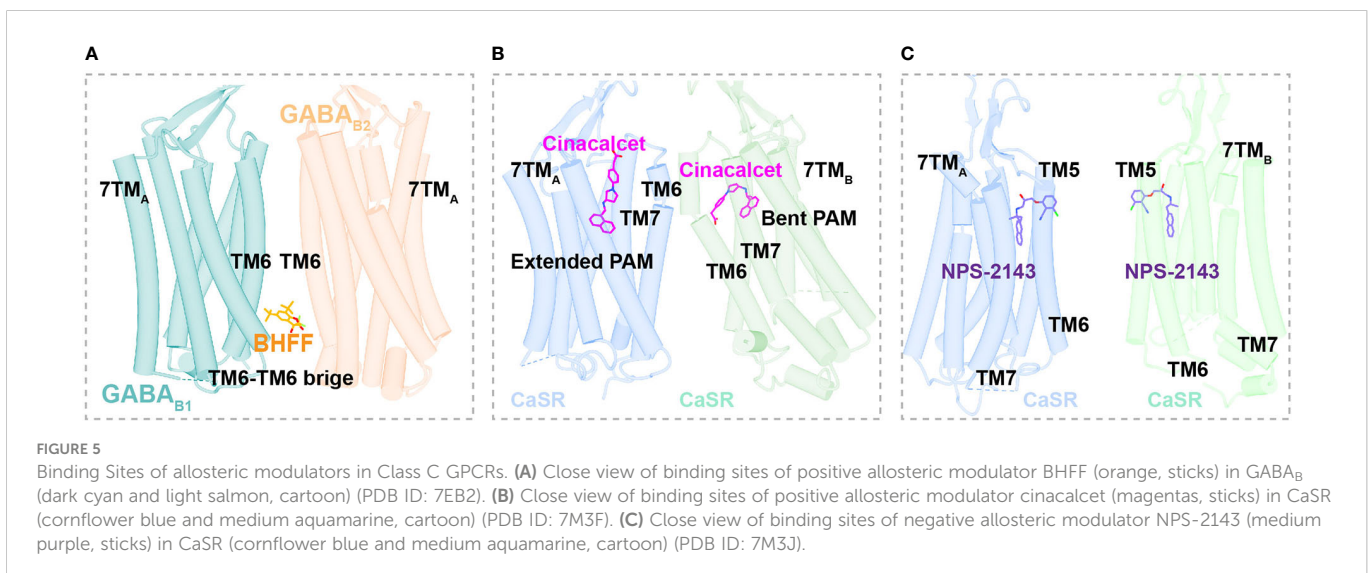 A
GABAB2
7TMA
7TMA
TM6 TM6
BHFF
TM6-TM6 brige
GABAB1
B
Cinacalcet
Cinacalcet
7TMA
7TMB
TM6
TM7
Bent PAM
Extended PAM
TM7
TM6
CaSR
CaSR
C
7TMB
7TMA
TM5
TM5
NPS-2143
NPS-2143
TM6
TM7
TM6
TM7
CaSR
CaSR
FIGURE 5
Binding Sites of allosteric modulators in Class C GPCRs. (A) Close view of binding sites of positive allosteric modulator BHFF (orange, sticks) in GABAB
(dark cyan and light salmon, cartoon) (PDB ID: 7EB2). (B) Close view of binding sites of positive allosteric modulator cinacalcet (magentas, sticks) in CaSR
(cornflower blue and medium aquamarine, cartoon) (PDB ID: 7M3F). (C) Close view of binding sites of negative allosteric modulator NPS-2143 (medium
purple, sticks) in CaSR (cornflower blue and medium aquamarine, cartoon) (PDB ID: 7M3J).